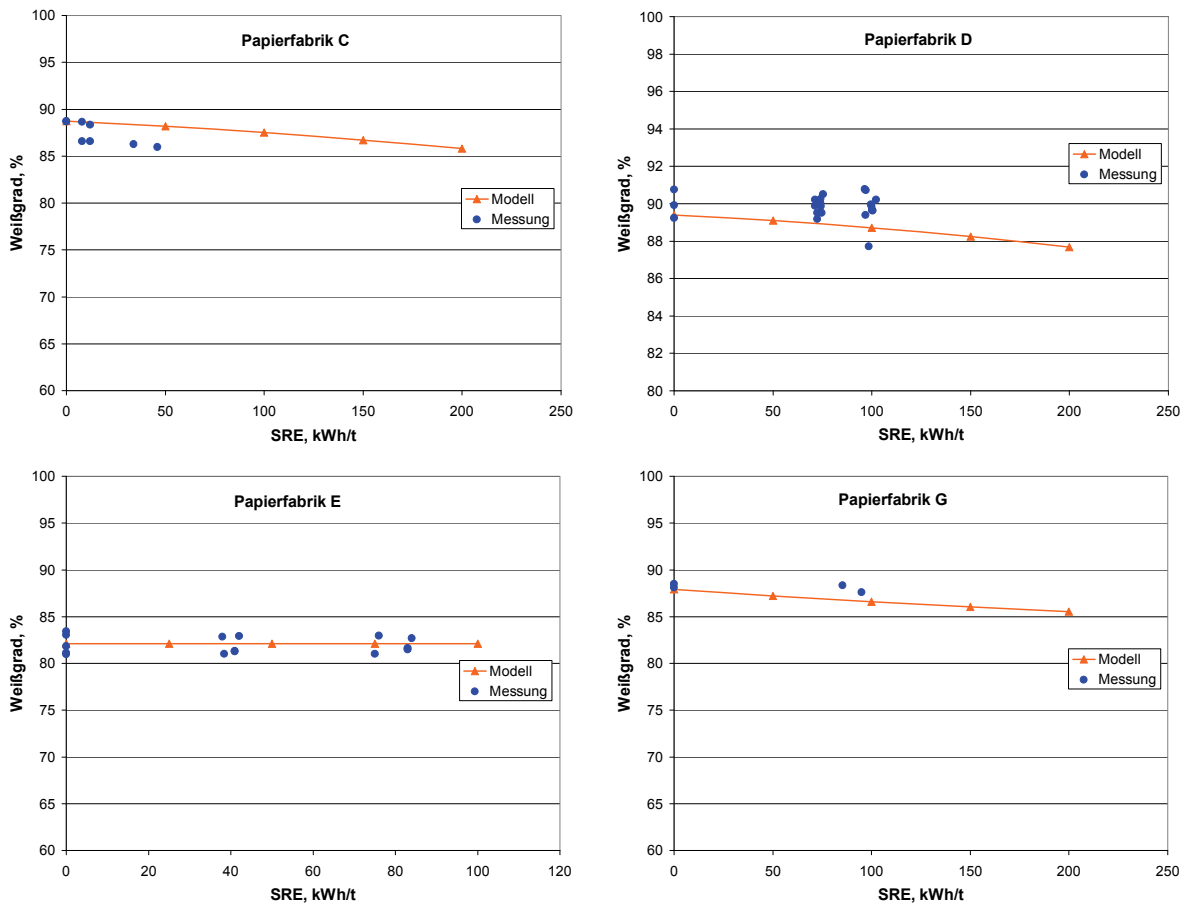 Papierfabrik C
Weißgrad, %
100
95
90
85
80
75
70
65
60
0 50 100 150 200 250
SRE, kWh/t
Modell
Messung
Papierfabrik D
Weißgrad, %
100
98
96
94
92
90
88
86
84
82
80
0 50 100 150 200 250
SRE, kWh/t
Modell
Messung
Papierfabrik E
Weißgrad, %
100
95
90
85
80
75
70
65
60
0 20 40 60 80 100 120
SRE, kWh/t
Modell
Messung
Papierfabrik G
Weißgrad, %
100
95
90
85
80
75
70
65
60
0 50 100 150 200 250
SRE, kWh/t
Modell
Messung